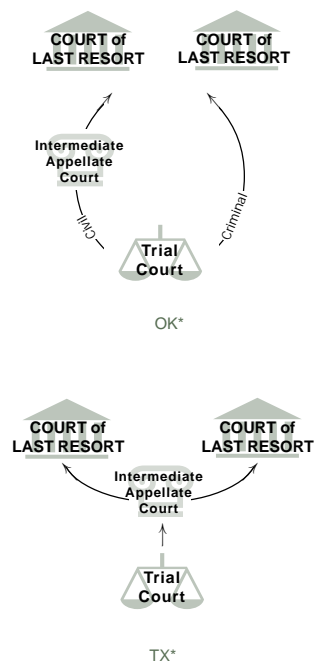 COURT of
LAST RESORT
COURT of
LAST RESORT
Intermediate
Appellate
Court
Civil
Criminal
Trial
Court
OK*
COURT of
LAST RESORT
COURT of
LAST RESORT
Intermediate
Appellate
Court
Trial
Court
TX*